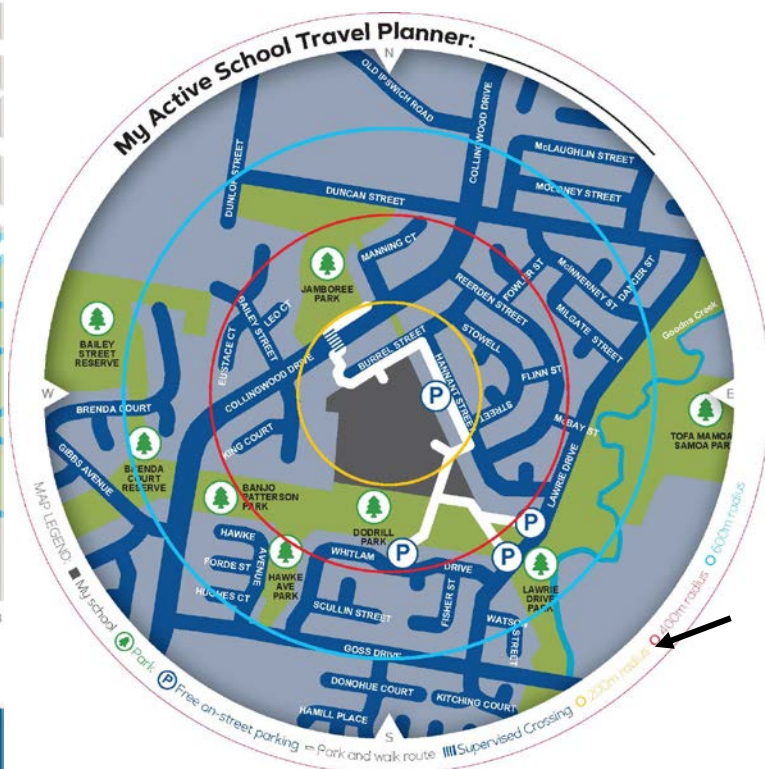 My Active School Travel Planner:
N
OLD IPSWICH ROAD
COLLINGWOOD DRIVE
McLAUGHLIN STREET
MOLONEY STREET
DUNLOP STREET
DUNCAN STREET
MANNING CT
JAMBOREE
PARK
REERDEN STREET
FOWLER ST
McINNERNEY ST
DANCER ST
MILGATE STREET
Goodna Creek
BAILEY
STREET
RESERVE
BAILEY STREET
LEO CT
EUSTACE CT
COLLINGWOOD DRIVE
BURREL STREET
STOWELL
STREET
HANNANT STREET
FLINN ST
P
W
E
BRENDA COURT
McBAY ST
TOFA MAMOA
SAMOA PARK
GIBBS AVENUE
BRENDA
COURT
RESERVE
KING COURT
LAWRIE DRIVE
BANJO
PATTERSON
PARK
DODRILL
PARK
P
P
P
HAWKE
AVENUE
FORDE ST
HUGHES CT
HAWKE
AVE
PARK
WHITLAM
DRIVE
FISHER ST
LAWRIE
DRIVE
PARK
SCULLIN STREET
WATSON
STREET
GOSS DRIVE
DONOHUE COURT
KITCHING COURT
HAMILL PLACE
S
MAP LEGEND: My school Park P Free on-street parking Park and walk route Supervised Crossing 200m radius 400m radius 600m radius